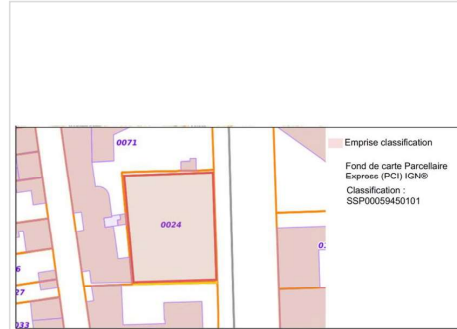 0071
Emprise classification
Fond de carte Parcellaire
Express (PCI) IGN®
Classification :
SSP00059450101
0024
6
27
033